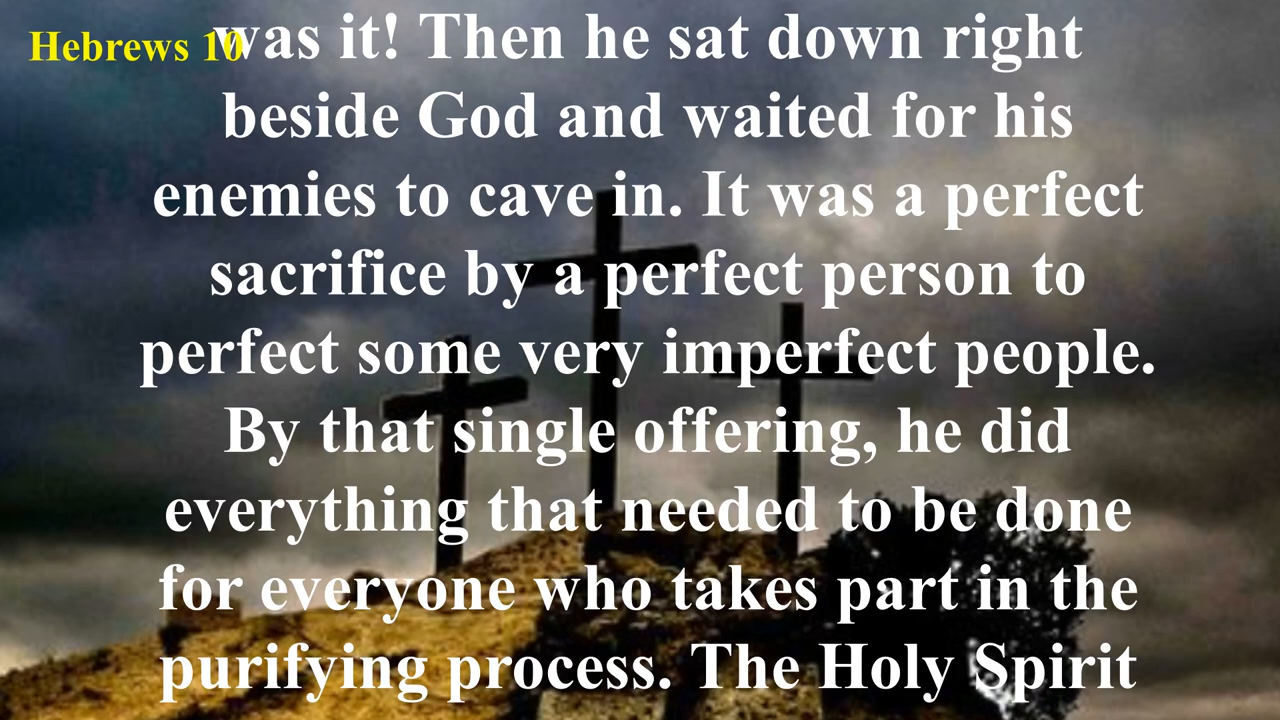 Hebrews 10
was it! Then he sat down right
beside God and waited for his
enemies to cave in. It was a perfect
sacrifice by a perfect person to
perfect some very imperfect people.
By that single offering, he did
everything that needed to be done
for everyone who takes part in the
purifying process. The Holy Spirit